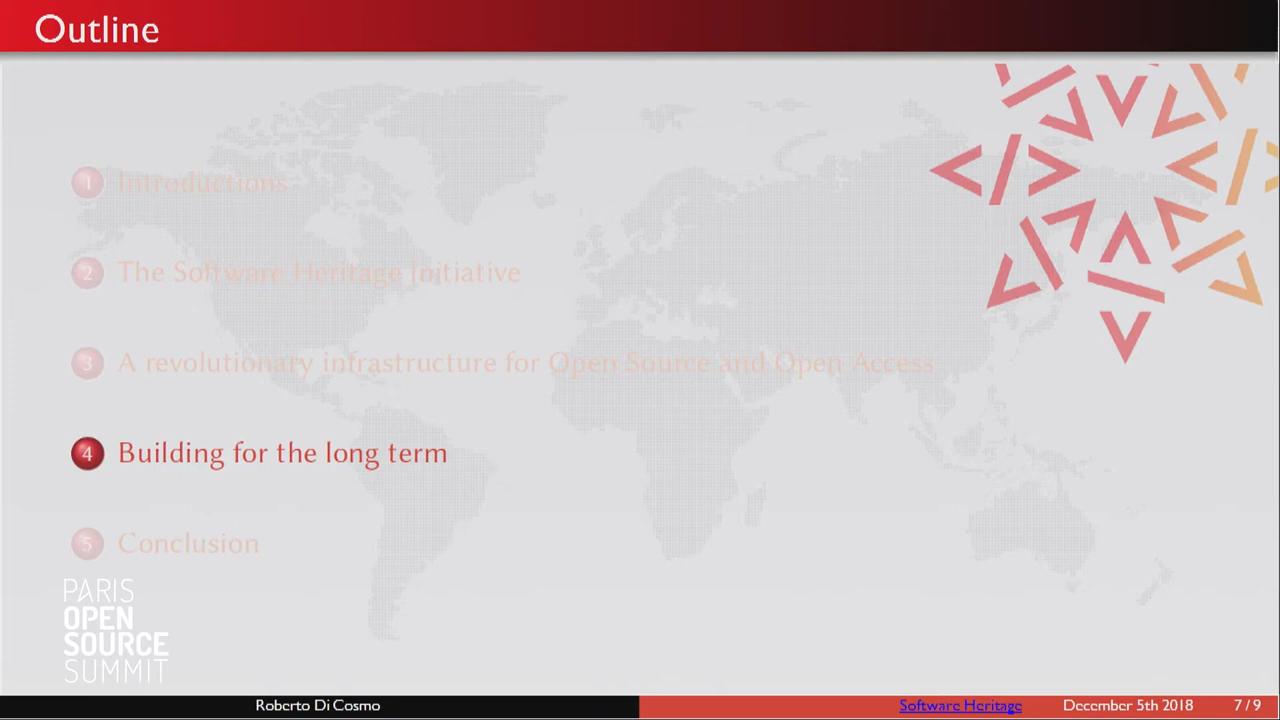 Outline
1 Introductions
2 The Software Heritage Initiative
3 A revolutionary infrastructure for Open Source and Open Access
4 Building for the long term
5 Conclusion
PARIS
OPEN
SOURCE
SUMMIT
Roberto Di Cosmo Software Heritage December 5th 2018 7 / 9